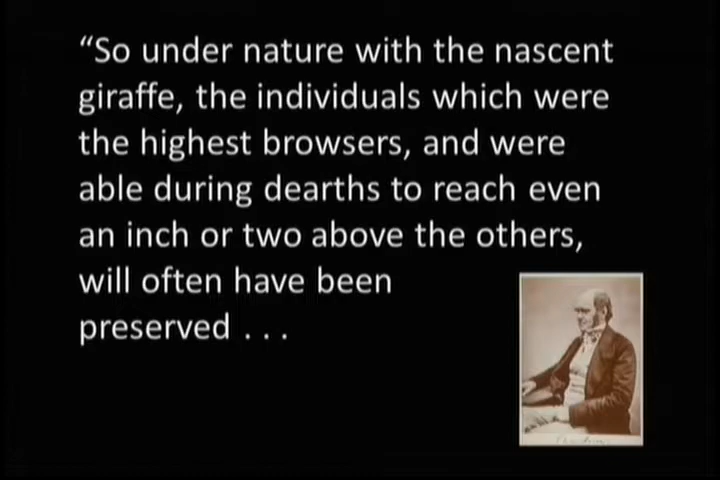 “So under nature with the nascent
giraffe, the individuals which were
the highest browsers, and were
able during dearths to reach even
an inch or two above the others,
will often have been
preserved . . .